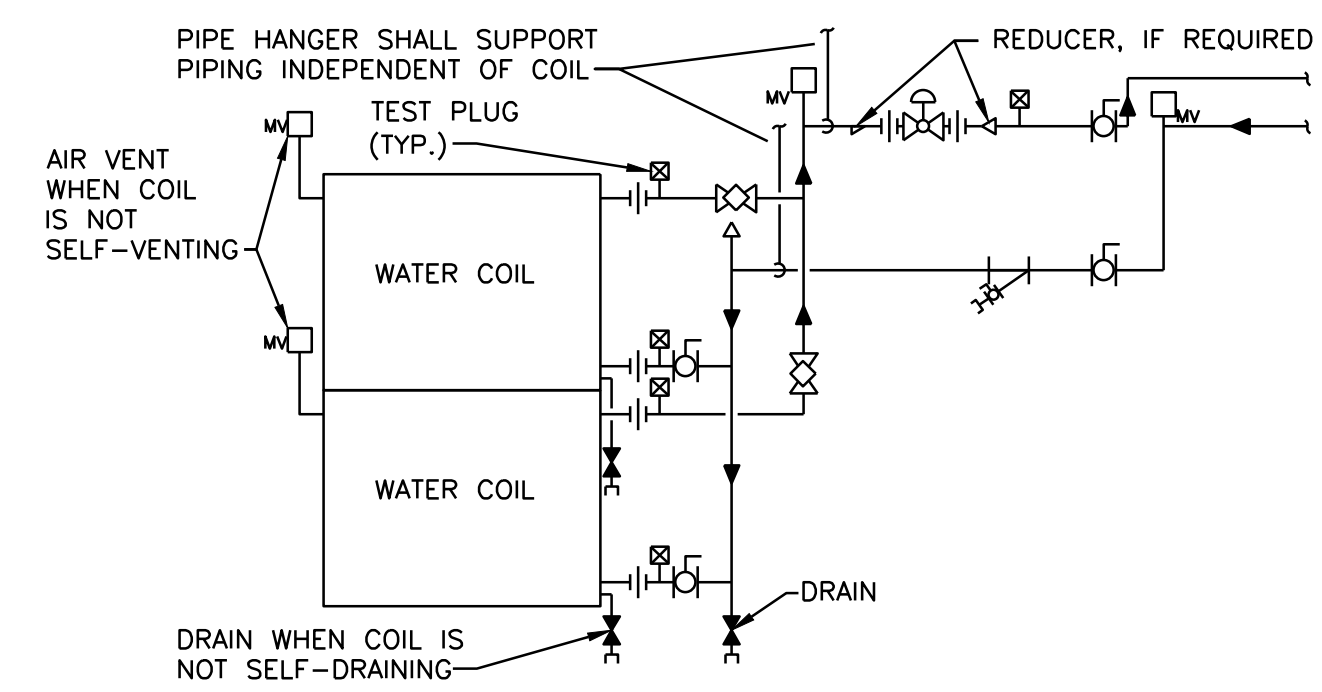 PIPE HANGER SHALL SUPPORT
PIPING INDEPENDENT OF COIL
REDUCER, IF REQUIRED
MV
MV
TEST PLUG
(TYP.)
MV
AIR VENT
WHEN COIL
IS NOT
SELF-VENTING
WATER COIL
MV
WATER COIL
DRAIN
DRAIN WHEN COIL IS
NOT SELF-DRAINING